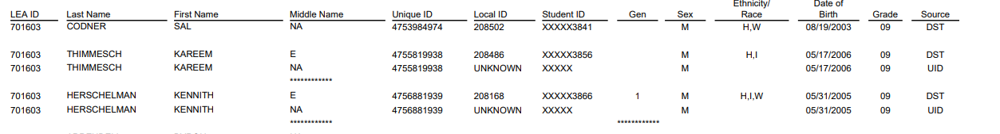 Ethnicity/ Date of
LEA ID Last Name First Name Middle Name Unique ID Local ID Student ID Gen Sex Race Birth Grade Source
701603 CODNER SAL NA 4753984974 208502 XXXXX3841 M H,W 08/19/2003 09 DST
701603 THIMMESCH KAREEM E 4755819938 208486 XXXXX3856 M H,I 05/17/2006 09 DST
701603 THIMMESCH KAREEM NA 4755819938 UNKNOWN XXXXX M 05/17/2006 09 UID
************
701603 HERSCHELMAN KENNITH E 4756881939 208168 XXXXX3866 1 M H,I,W 05/31/2005 09 DST
701603 HERSCHELMAN KENNITH NA 4756881939 UNKNOWN XXXXX M 05/31/2005 09 UID
************ ************